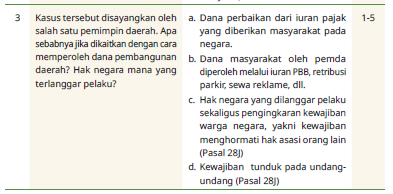 3
Kasus tersebut disayangkan oleh
salah satu pemimpin daerah. Apa
sebabnya jika dikaitkan dengan cara
memperoleh dana pembangunan
daerah? Hak negara mana yang
terlanggar pelaku?
a. Dana perbaikan dari iuran pajak
yang diberikan masyarakat pada
negara.
b. Dana masyarakat oleh pemda
diperoleh melalui iuran PBB, retribusi
parkir, sewa reklame, dll.
c. Hak negara yang dilanggar pelaku
sekaligus pengingkaran kewajiban
warga negara, yakni kewajiban
menghormati hak asasi orang lain
(Pasal 28J)
d. Kewajiban tunduk pada undang-
undang (Pasal 28J)
1-5